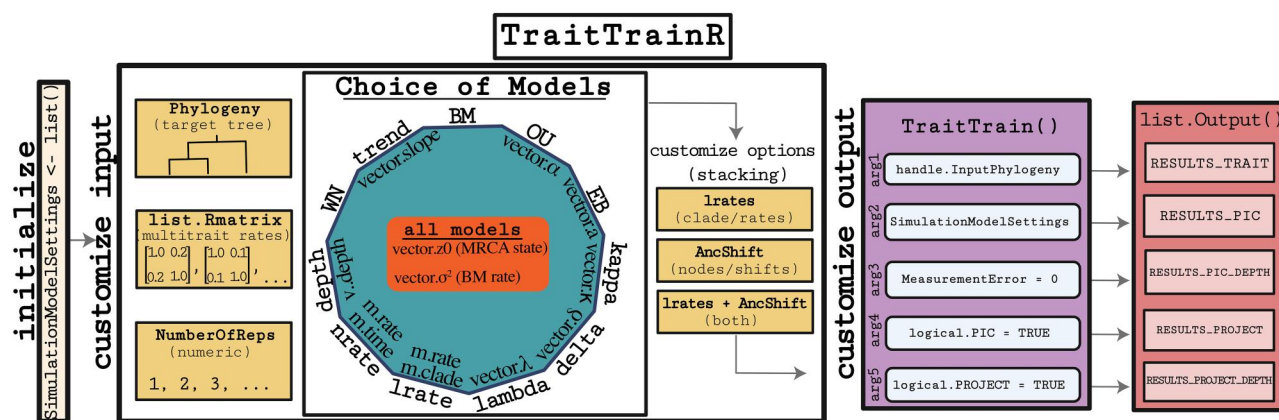 TraitTrainR
initialize
SimulationModelSettings <- list()
customize input
Phylogeny
(target tree)
list.Rmatrix
(multitrait rates)
[1.0 0.2 [1.0 0.1
0.2 1.0], 0.1 1.0], ...
NumberOfReps
(numeric)
1, 2, 3, ...
Choice of Models
BM
OU
EB
kappa
delta
lambda
lrate
nrate
depth
WN
trend
vector.slope
vector.α
vectror.a
vector.κ
vector.δ
vector.λ
m.rate
m.clade
m.rate
m.time
v.depth
all models
vector.z0 (MRCA state)
vector.σ² (BM rate)
customize options
(stacking)
lrates
(clade/rates)
AncShift
(nodes/shifts)
lrates + AncShift
(both)
customize output
TraitTrain()
arg1
handle.InputPhylogeny
arg2
SimulationModelSettings
arg3
MeasurementError = 0
arg4
logical.PIC = TRUE
arg5
logical.PROJECT = TRUE
list.Output()
RESULTS_TRAIT
RESULTS_PIC
RESULTS_PIC_DEPTH
RESULTS_PROJECT
RESULTS_PROJECT_DEPTH